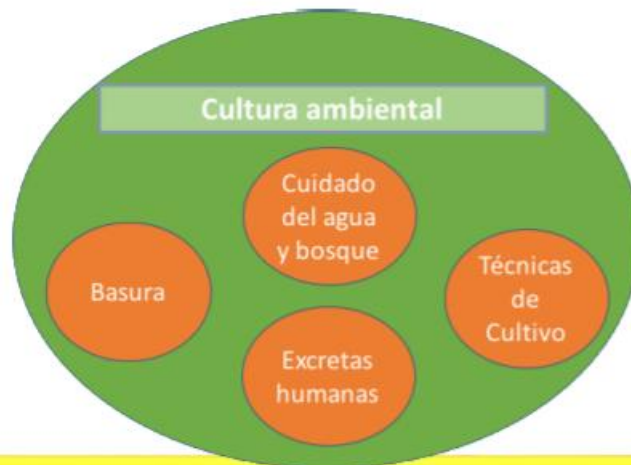 Cultura ambiental
Cuidado
del agua
y bosque
Basura
Técnicas
de
Cultivo
Excretas
humanas